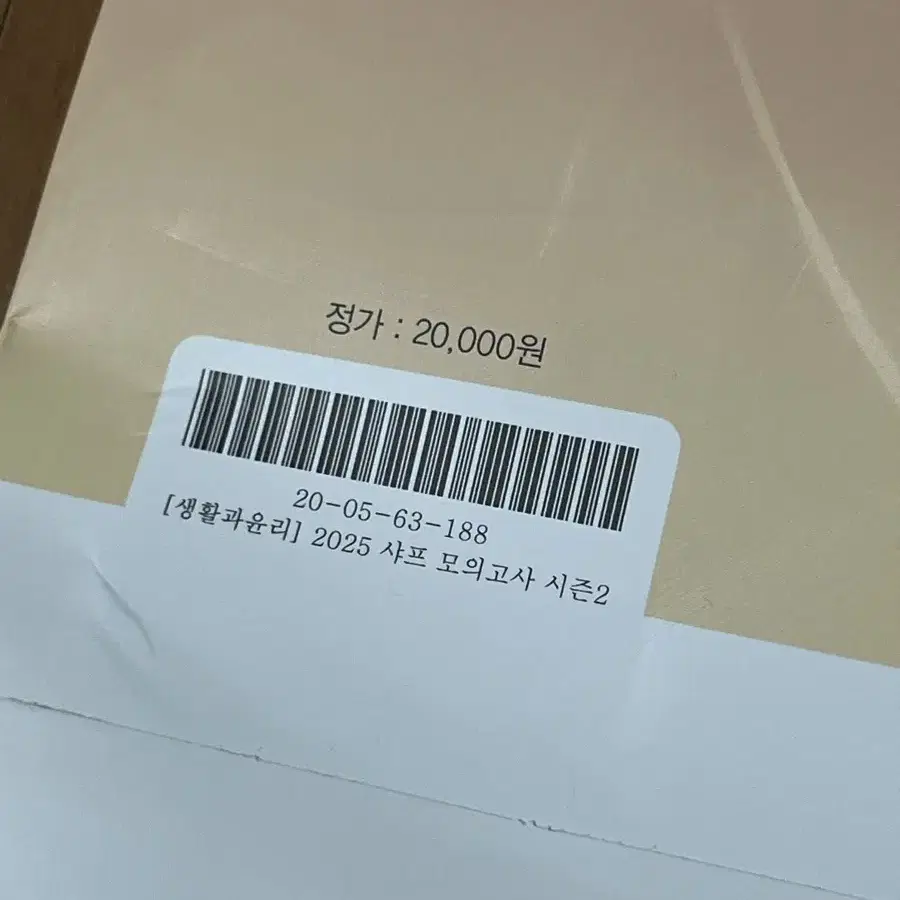 정가 : 20,000원
20-05-63-188
[생활과윤리] 2025 샤프 모의고사 시즌2